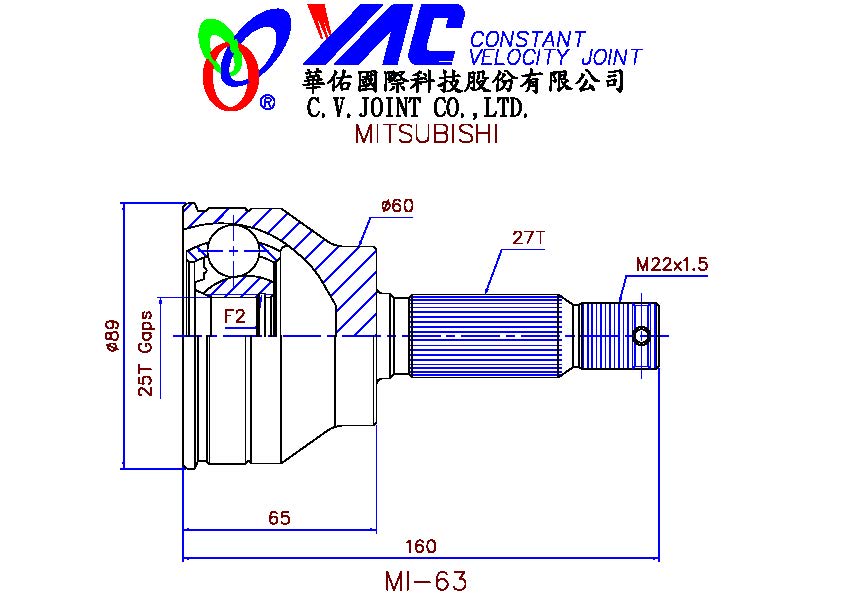 YAC CONSTANT
VELOCITY JOINT
®
華佑國際科技股份有限公司
C.V.JOINT CO.,LTD.
MITSUBISHI
ø60
27T
M22x1.5
F2
ø89
25T Gaps
65
160
MI-63